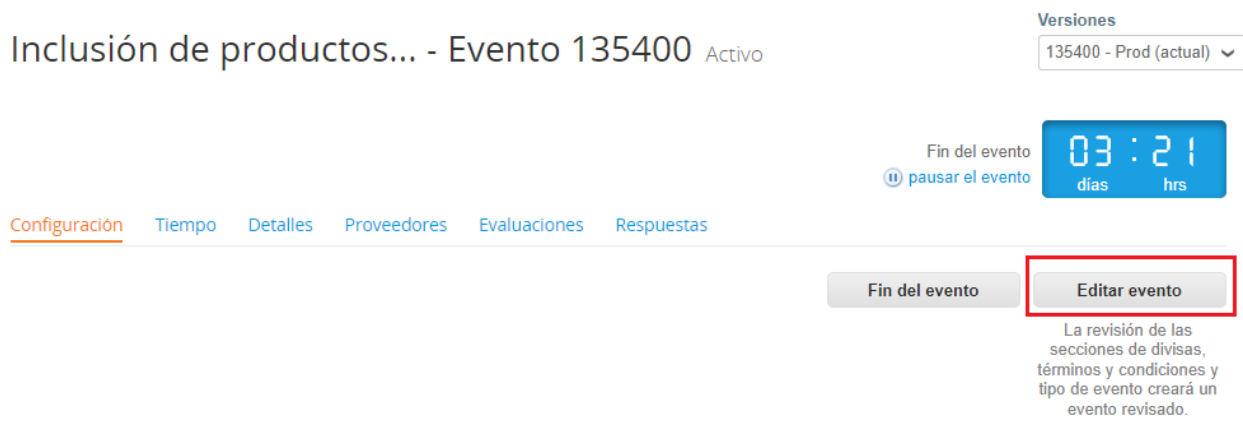 Versiones
Inclusión de productos... - Evento 135400 Activo
135400 - Prod (actual)
Fin del evento
pausar el evento
03 : 21
días hrs
Configuración Tiempo Detalles Proveedores Evaluaciones Respuestas
Fin del evento Editar evento
La revisión de las
secciones de divisas,
términos y condiciones y
tipo de evento creará un
evento revisado.